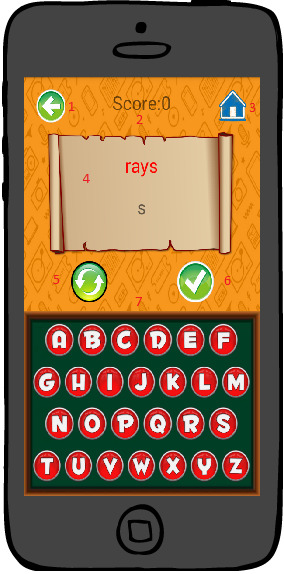 1 Score:0 3
2
rays
4
s
5 6
7
A B C D E F
G H I J K L M
N O P Q R S
T U V W X Y Z